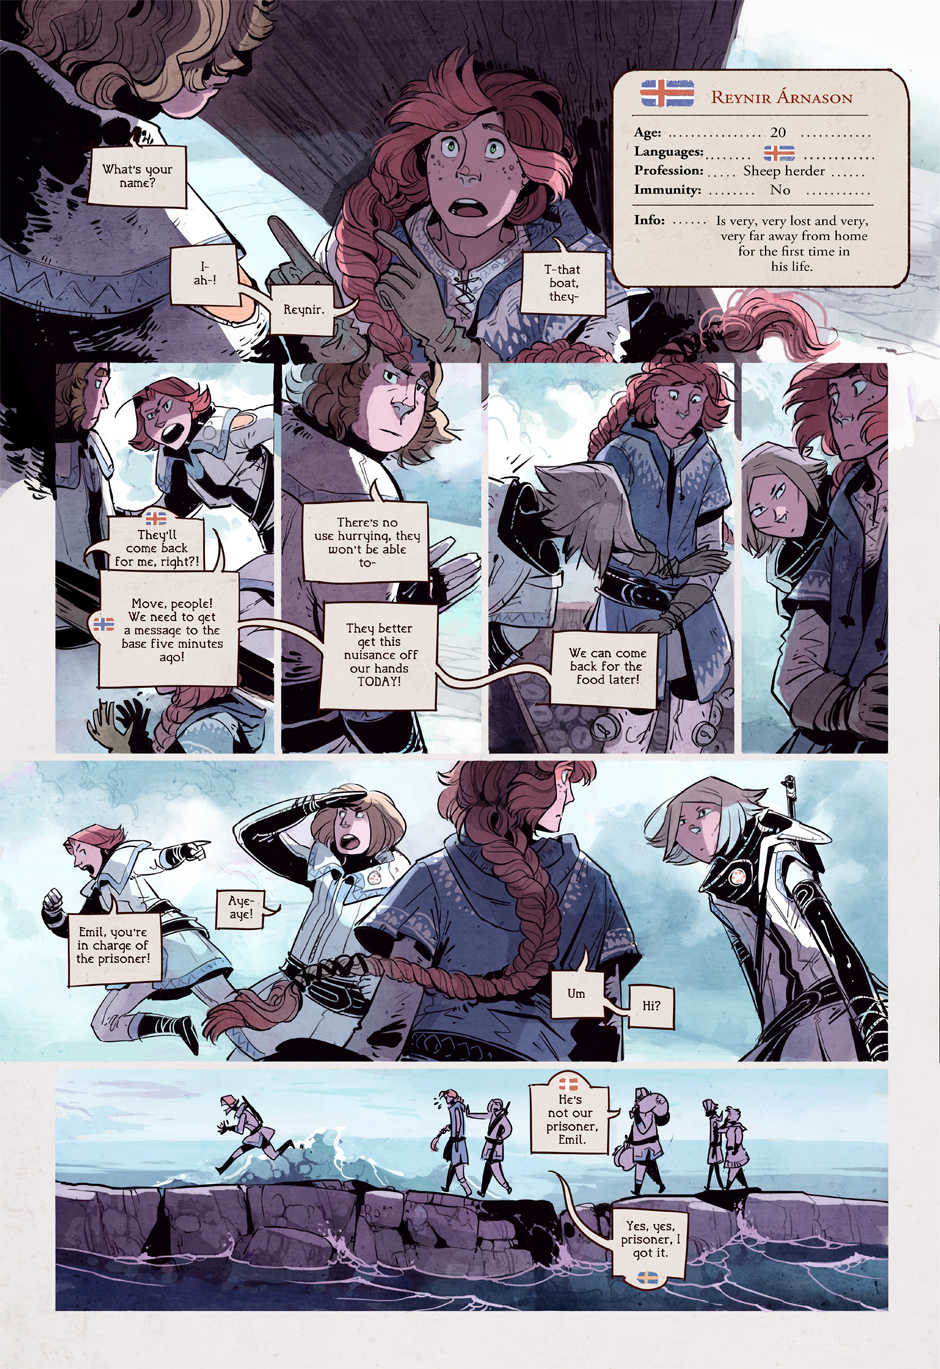 What's your
name?
I-
ah-!
Reynir.
T-that
boat,
they-
Reynir Árnason
Age: ................. 20 .............
Languages: ........ .............
Profession: ..... Sheep herder ......
Immunity: ........ No ............
Info: ...... Is very, very lost and very,
very far away from home
for the first time in
his life.
They'll
come back
for me, right?!
Move, people!
We need to get
a message to the
base five minutes
ago!
There's no
use hurrying, they
won't be able
to-
They better
get this
nuisance off
our hands
TODAY!
We can come
back for the
food later!
Emil, you're
in charge of
the prisoner!
Aye-
aye!
Um
Hi?
He's
not our
prisoner,
Emil.
Yes, yes,
prisoner, I
got it.